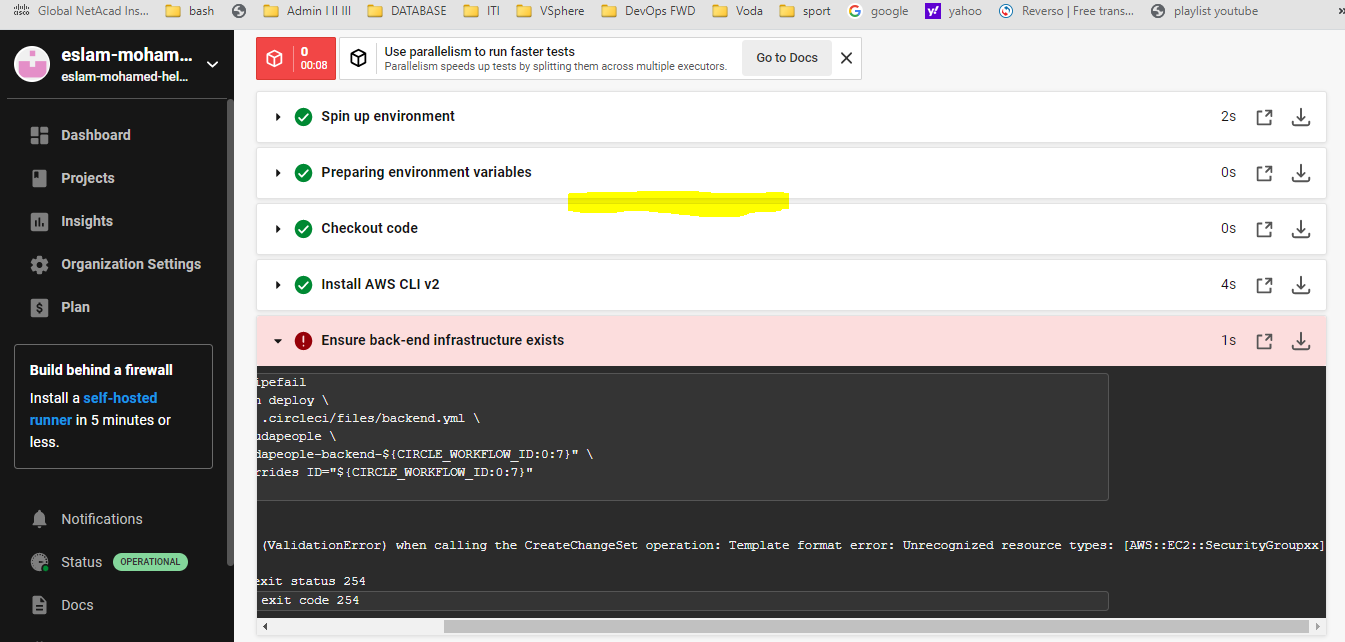 Global NetAcad Ins...
bash
Admin I II III
DATABASE
ITI
VSphere
DevOps FWD
Voda
sport
google
yahoo
Reverso | Free trans...
playlist youtube
»
eslam-moham...
eslam-mohamed-hel...
Dashboard
Projects
Insights
Organization Settings
Plan
Build behind a firewall
Install a self-hosted
runner in 5 minutes or
less.
Notifications
Status OPERATIONAL
Docs
0
00:08
Use parallelism to run faster tests
Parallelism speeds up tests by splitting them across multiple executors.
Go to Docs
Spin up environment 2s
Preparing environment variables 0s
Checkout code 0s
Install AWS CLI v2 4s
Ensure back-end infrastructure exists 1s
ipefail
deploy \
.circleci/files/backend.yml \
udapeople \
dapeople-backend-${CIRCLE_WORKFLOW_ID:0:7}" \
rrides ID="${CIRCLE_WORKFLOW_ID:0:7}"
(ValidationError) when calling the CreateChangeSet operation: Template format error: Unrecognized resource types: [AWS::EC2::SecurityGroupxx]
exit status 254
exit code 254